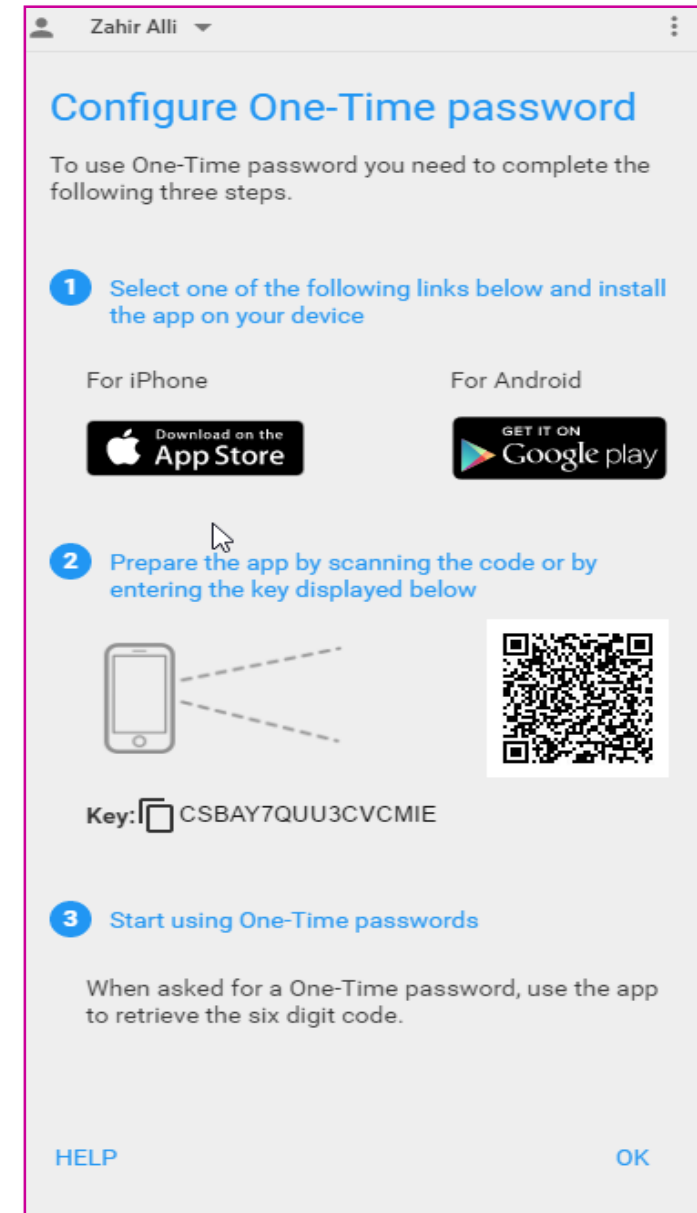 Zahir Alli
Configure One-Time password
To use One-Time password you need to complete the
following three steps.
1 Select one of the following links below and install
the app on your device
For iPhone For Android
Download on the
App Store
GET IT ON
Google play
2 Prepare the app by scanning the code or by
entering the key displayed below
Key: CSBAY7QUU3CVCMIE
3 Start using One-Time passwords
When asked for a One-Time password, use the app
to retrieve the six digit code.
HELP OK